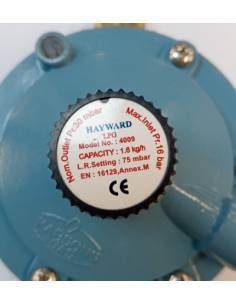 Nom.Outlet.Pr.30 mbar
Max.Inlet Pr.16 bar
HAYWARD
LPG
Model No.: 4009
CAPACITY : 1.8 kg/h
L.R.Setting : 75 mbar
EN : 16129,Annex.M
CE